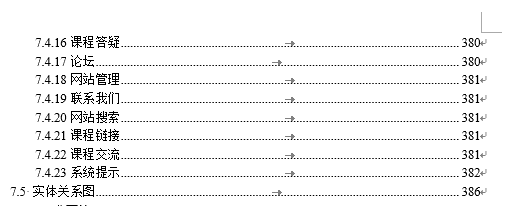 7.4.16 课程答疑 380
7.4.17 论坛 380
7.4.18 网站管理 381
7.4.19 联系我们 381
7.4.20 网站搜索 381
7.4.21 课程链接 381
7.4.22 课程交流 381
7.4.23 系统提示 382
7.5 实体关系图 386